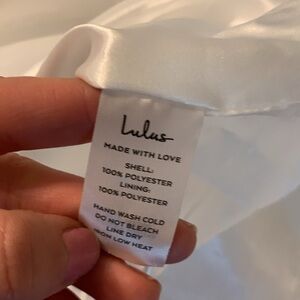 Lulus
MADE WITH LOVE
SHELL:
100% POLYESTER
LINING:
100% POLYESTER
HAND WASH COLD
DO NOT BLEACH
LINE DRY
IRON LOW HEAT